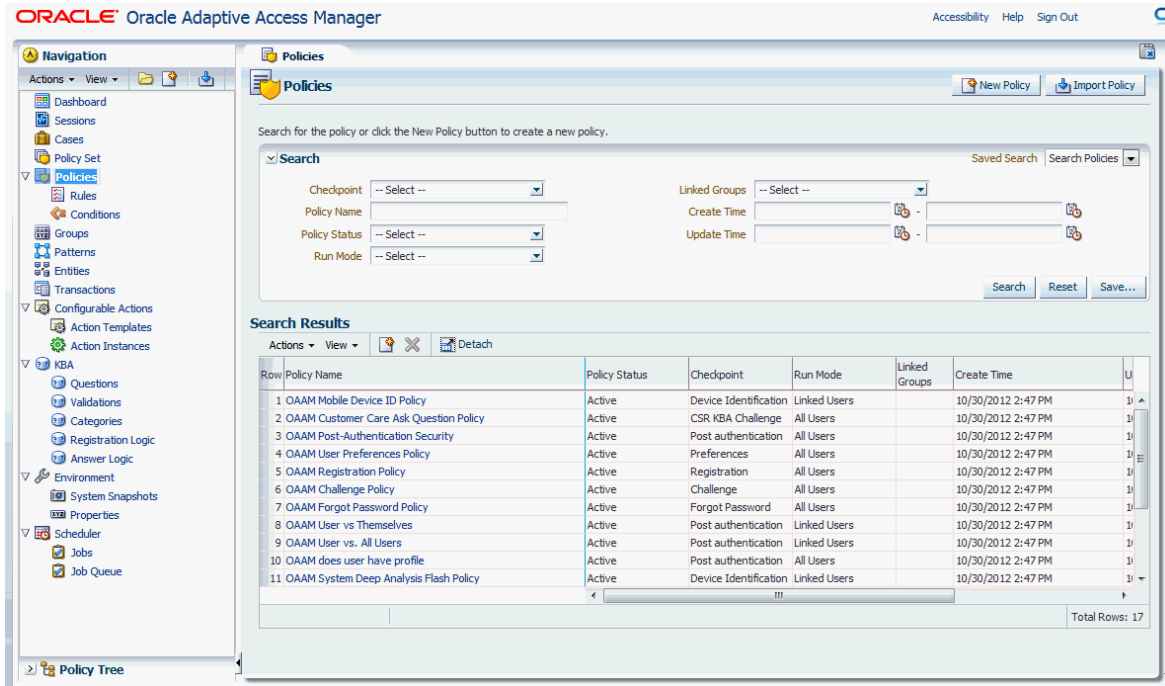 ORACLE Oracle Adaptive Access Manager
Accessibility Help Sign Out
Navigation
Actions View
Dashboard
Sessions
Cases
Policy Set
Policies
Rules
Conditions
Groups
Patterns
Entities
Transactions
Configurable Actions
Action Templates
Action Instances
KBA
Questions
Validations
Categories
Registration Logic
Answer Logic
Environment
System Snapshots
Properties
Scheduler
Jobs
Job Queue
Policy Tree
Policies
Policies
New Policy Import Policy
Search for the policy or click the New Policy button to create a new policy.
Search
Saved Search Search Policies
Checkpoint -- Select -- Linked Groups -- Select --
Policy Name Create Time -
Policy Status -- Select -- Update Time -
Run Mode -- Select --
Search Reset Save...
Search Results
Actions View Detach
Row Policy Name Policy Status Checkpoint Run Mode Linked Groups Create Time U
1 OAAM Mobile Device ID Policy Active Device Identification Linked Users 10/30/2012 2:47 PM
2 OAAM Customer Care Ask Question Policy Active CSR KBA Challenge All Users 10/30/2012 2:47 PM
3 OAAM Post-Authentication Security Active Post authentication All Users 10/30/2012 2:47 PM
4 OAAM User Preferences Policy Active Preferences All Users 10/30/2012 2:47 PM
5 OAAM Registration Policy Active Registration All Users 10/30/2012 2:47 PM
6 OAAM Challenge Policy Active Challenge All Users 10/30/2012 2:47 PM
7 OAAM Forgot Password Policy Active Forgot Password All Users 10/30/2012 2:47 PM
8 OAAM User vs Themselves Active Post authentication Linked Users 10/30/2012 2:47 PM
9 OAAM User vs. All Users Active Post authentication Linked Users 10/30/2012 2:47 PM
10 OAAM does user have profile Active Post authentication All Users 10/30/2012 2:47 PM
11 OAAM System Deep Analysis Flash Policy Active Device Identification Linked Users 10/30/2012 2:47 PM
Total Rows: 17